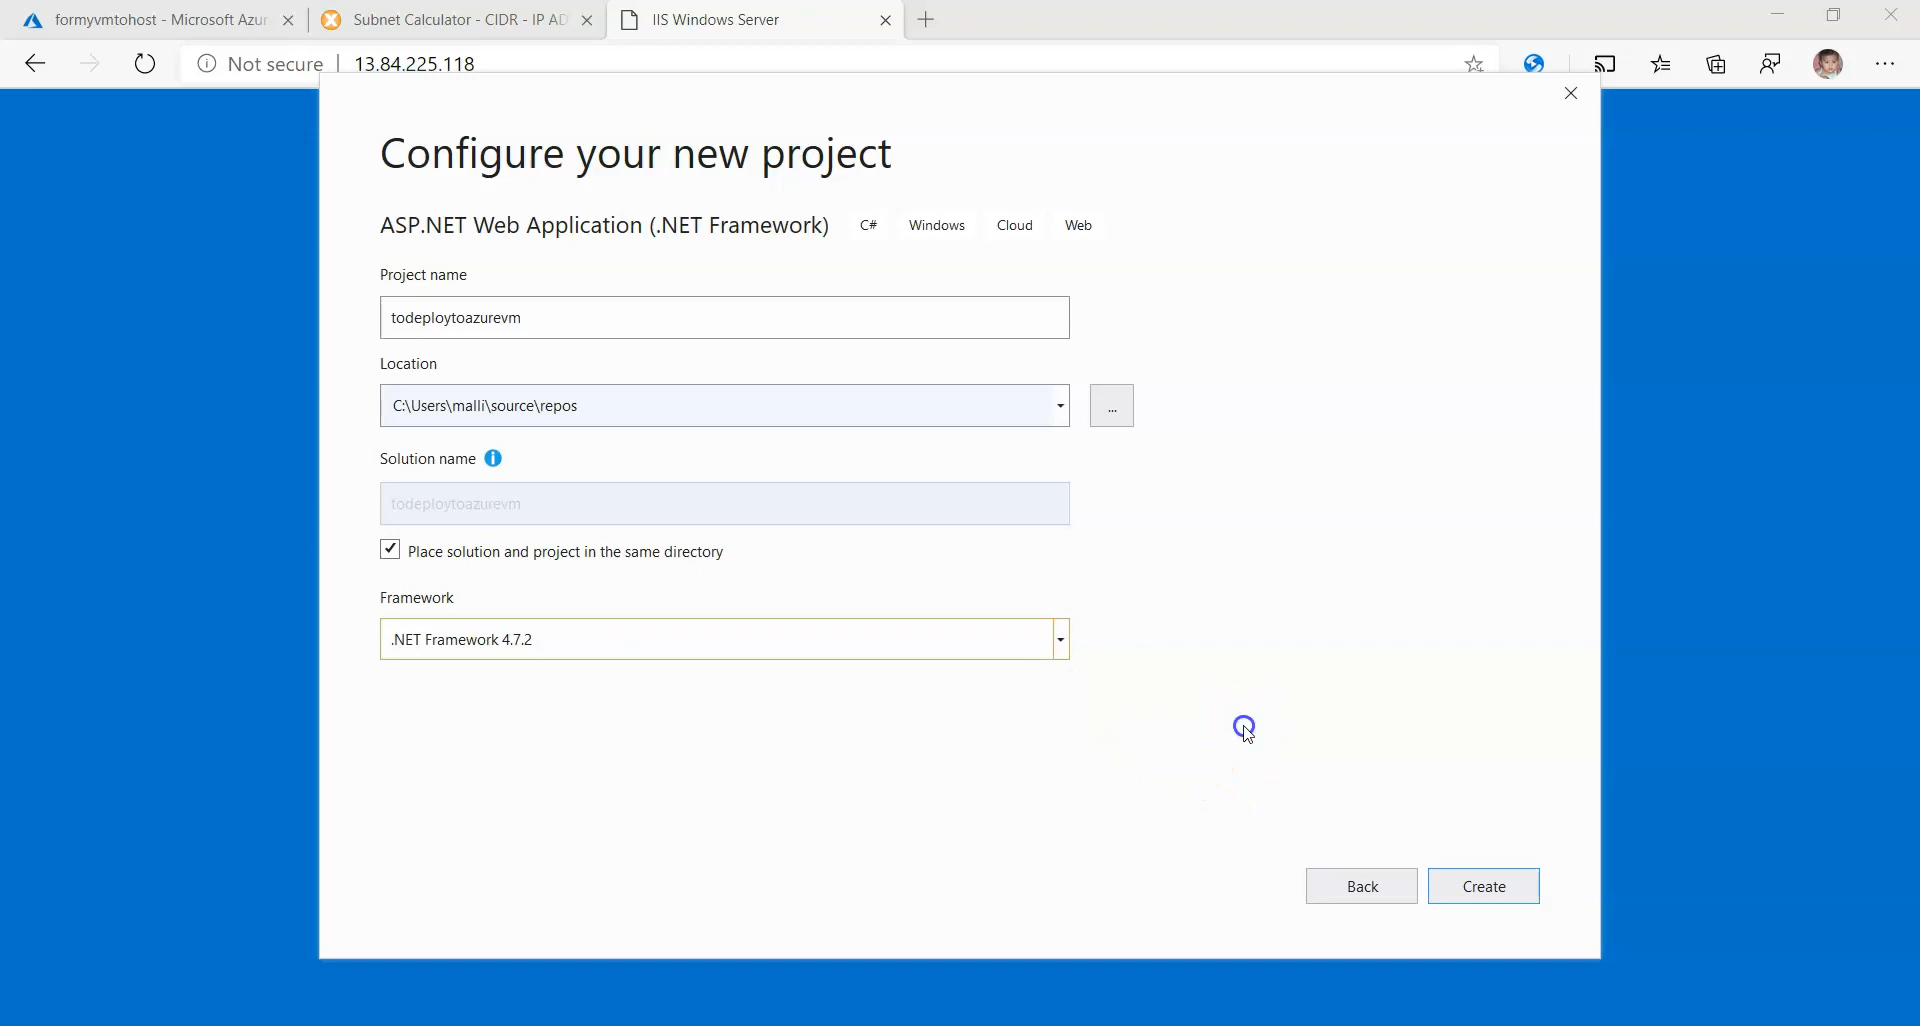 formyvmtohost - Microsoft Azur
Subnet Calculator - CIDR - IP AD
IIS Windows Server
Not secure
13.84.225.118
Configure your new project
ASP.NET Web Application (.NET Framework) C# Windows Cloud Web
Project name
todeploytoazurevm
Location
C:\Users\malli\source\repos
...
Solution name
todeploytoazurevm
Place solution and project in the same directory
Framework
.NET Framework 4.7.2
Back
Create